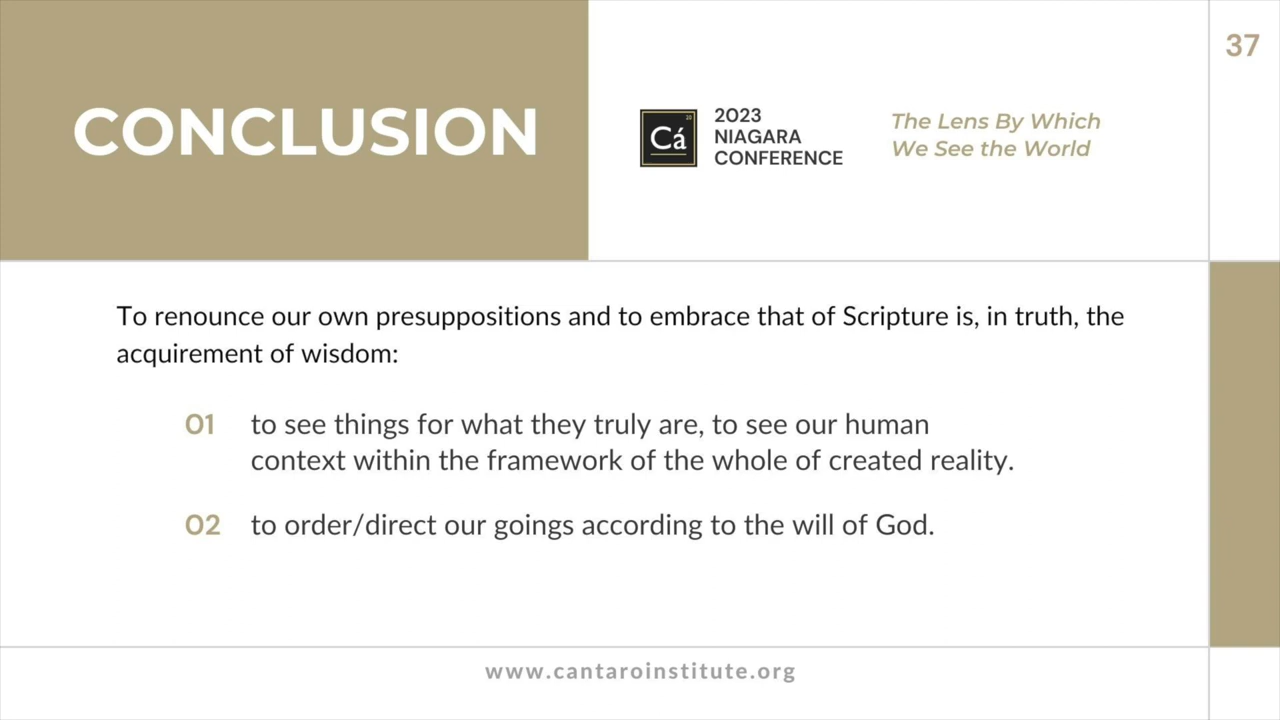 CONCLUSION
20
Cá
2023
NIAGARA
CONFERENCE
The Lens By Which
We See the World
37
To renounce our own presuppositions and to embrace that of Scripture is, in truth, the
acquirement of wisdom:
01 to see things for what they truly are, to see our human
context within the framework of the whole of created reality.
02 to order/direct our goings according to the will of God.
www.cantaroinstitute.org